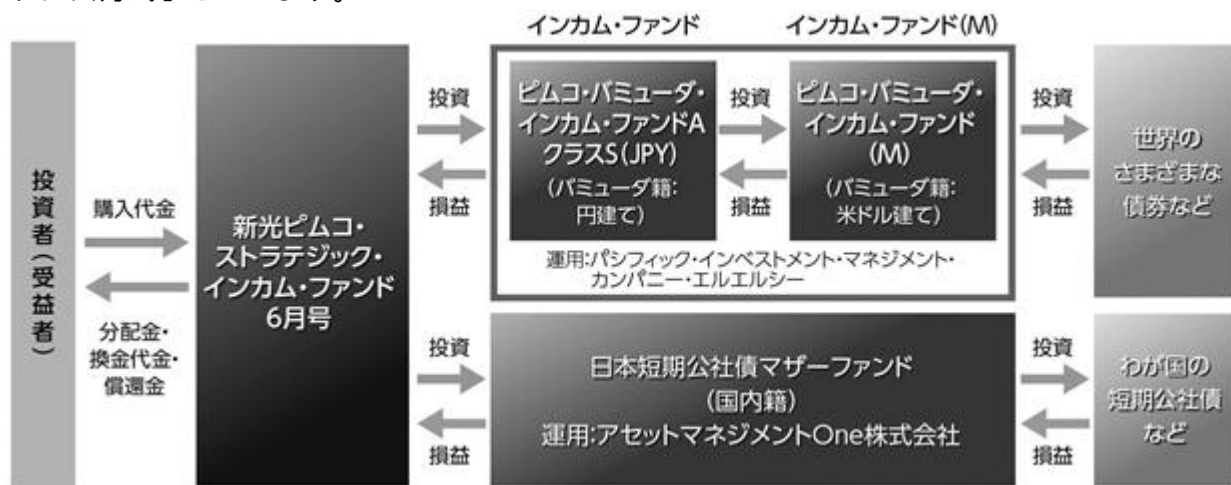 インカム・ファンド
インカム・ファンド(M)
投資者(受益者)
購入代金
分配金・
換金代金・
償還金
新光ピムコ・
ストラテジック・
インカム・ファンド
6月号
投資
損益
ピムコ・バミューダ・
インカム・ファンドA
クラスS(JPY)
(バミューダ籍:
円建て)
投資
損益
ピムコ・バミューダ・
インカム・ファンド
(M)
(バミューダ籍:
米ドル建て)
運用:パシフィック・インベストメント・マネジメント・
カンパニー・エルエルシー
投資
損益
世界の
さまざまな
債券など
投資
損益
日本短期公社債マザーファンド
(国内籍)
運用:アセットマネジメントOne株式会社
投資
損益
わが国の
短期公社債
など